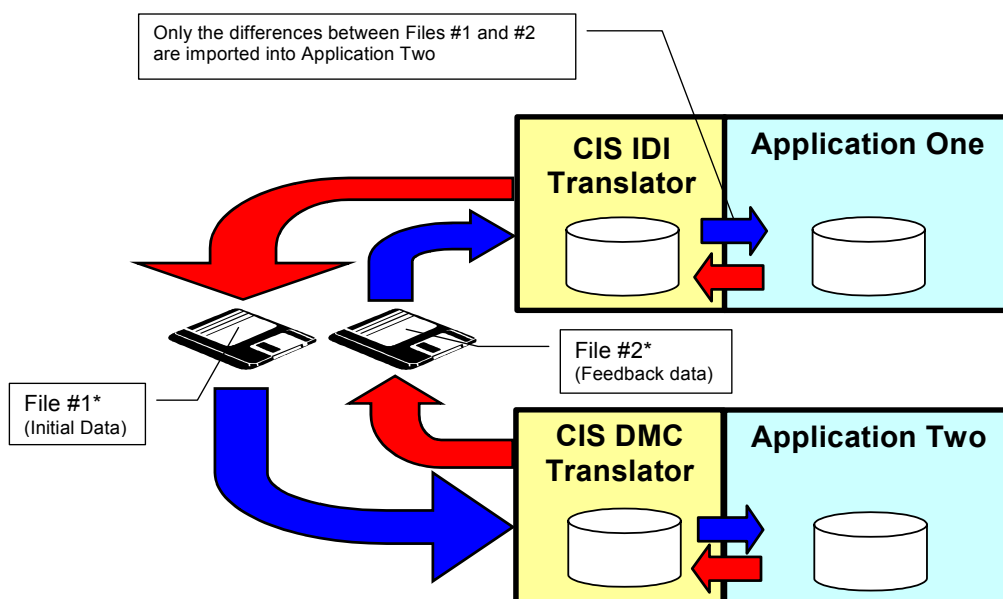 Only the differences between Files #1 and #2
are imported into Application Two
CIS IDI
Translator
Application One
File #2*
(Feedback data)
File #1*
(Initial Data)
CIS DMC
Translator
Application Two